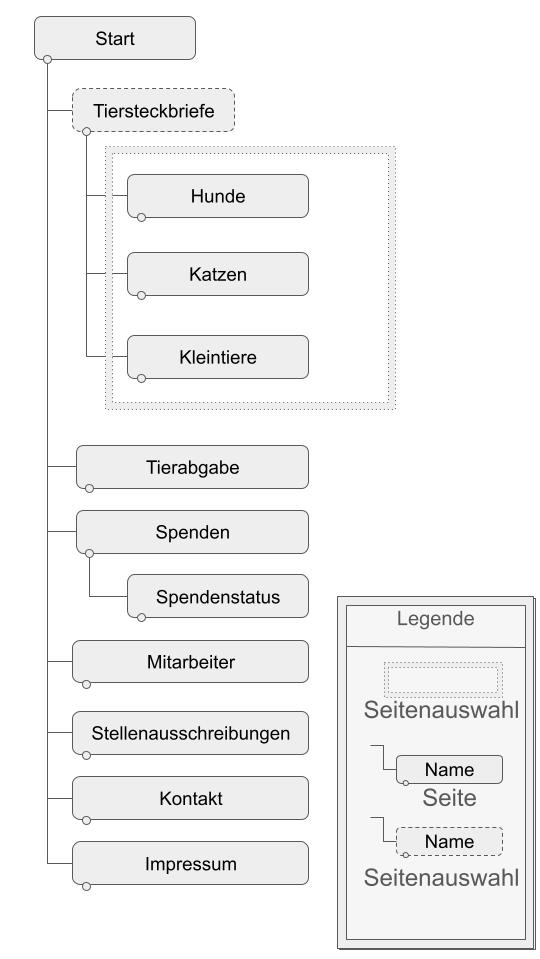 Start
Tiersteckbriefe
Hunde
Katzen
Kleintiere
Tierabgabe
Spenden
Spendenstatus
Mitarbeiter
Stellenausschreibungen
Kontakt
Impressum
Legende
Seitenauswahl
Name
Seite
Name
Seitenauswahl